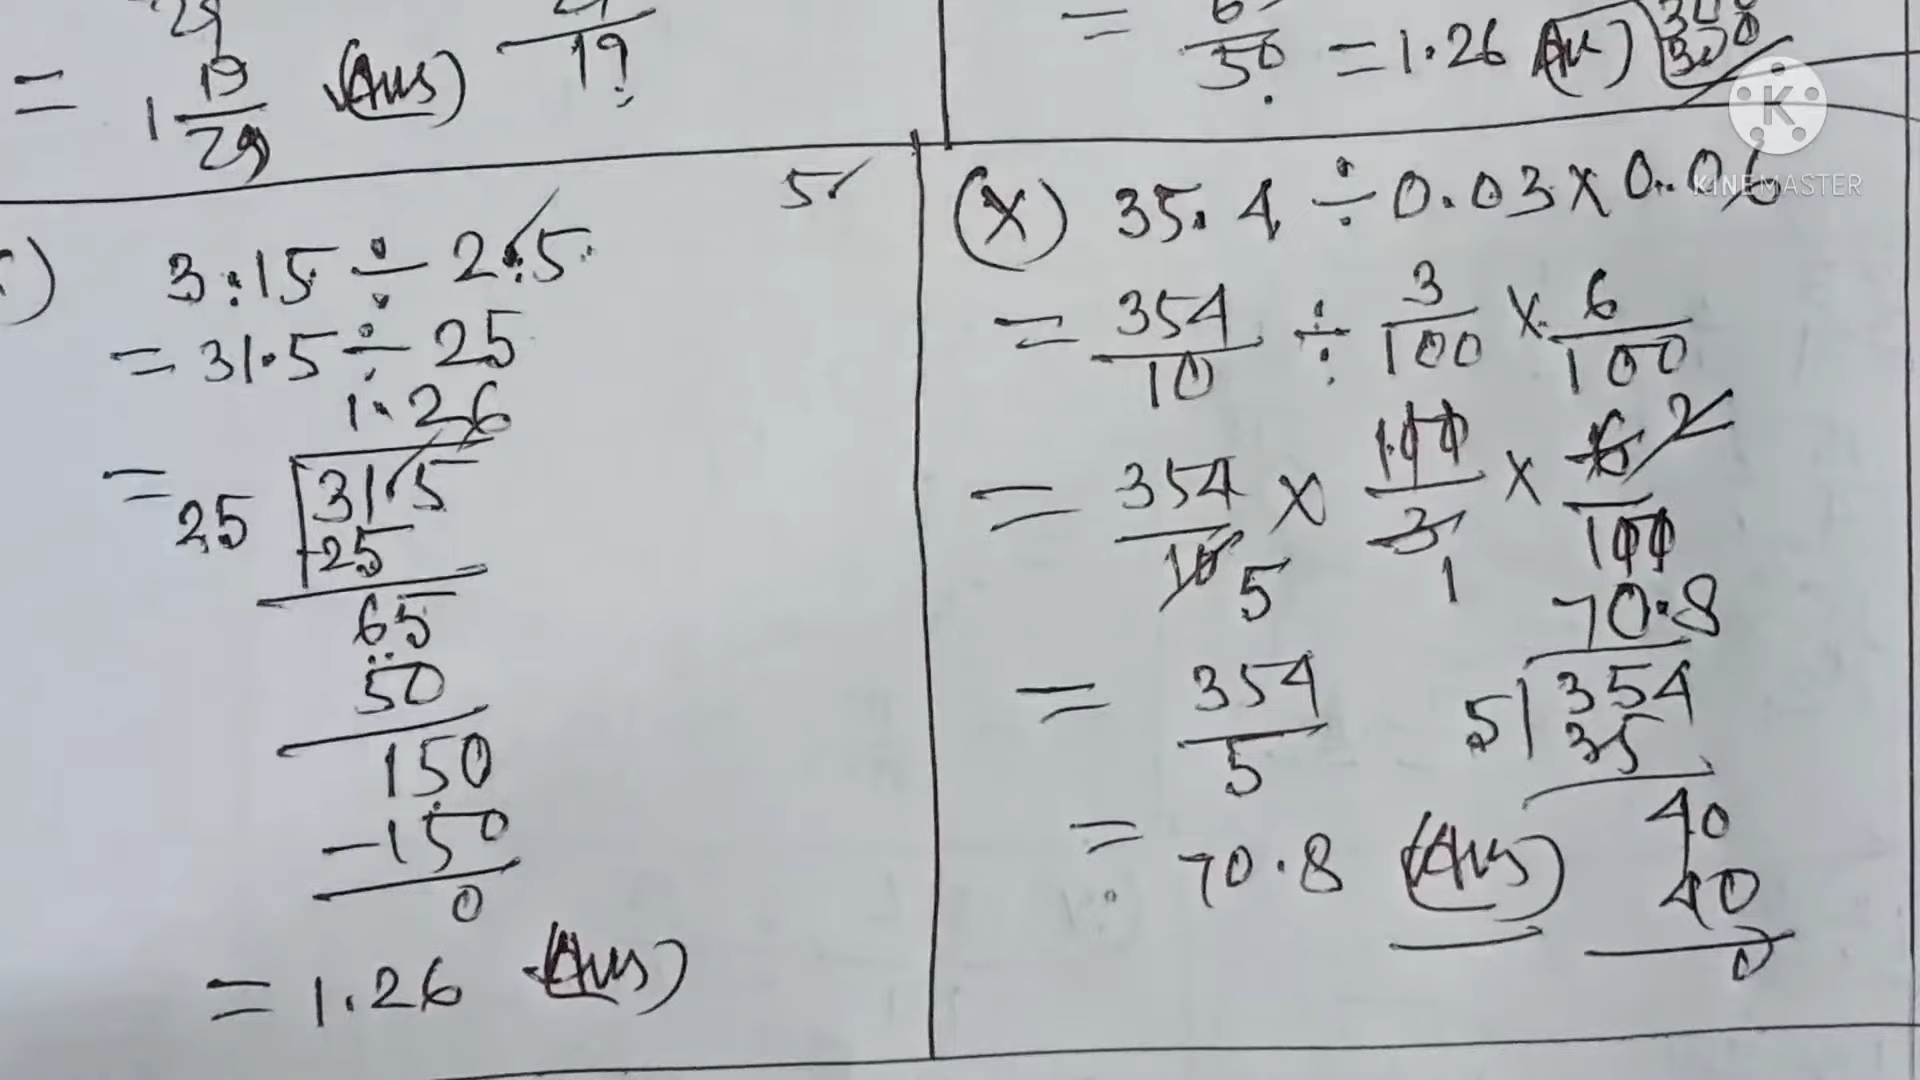 = 1 19/29 (Ans)
19
50 = 1.26
3.15 ÷ 2.5
= 31.5 ÷ 25
1.26
= 25 31.5
25
65
50
150
-150
0
= 1.26 (Ans)
5
(x) 35.4 ÷ 0.03 × 0.06
= 354/10 ÷ 3/100 × 6/100
= 354/10 × 100/3 × 6/100
2
5 1
= 354/5
= 70.8 (Ans)
70.8
5 354
35
40
40
0
K
KINEMASTER